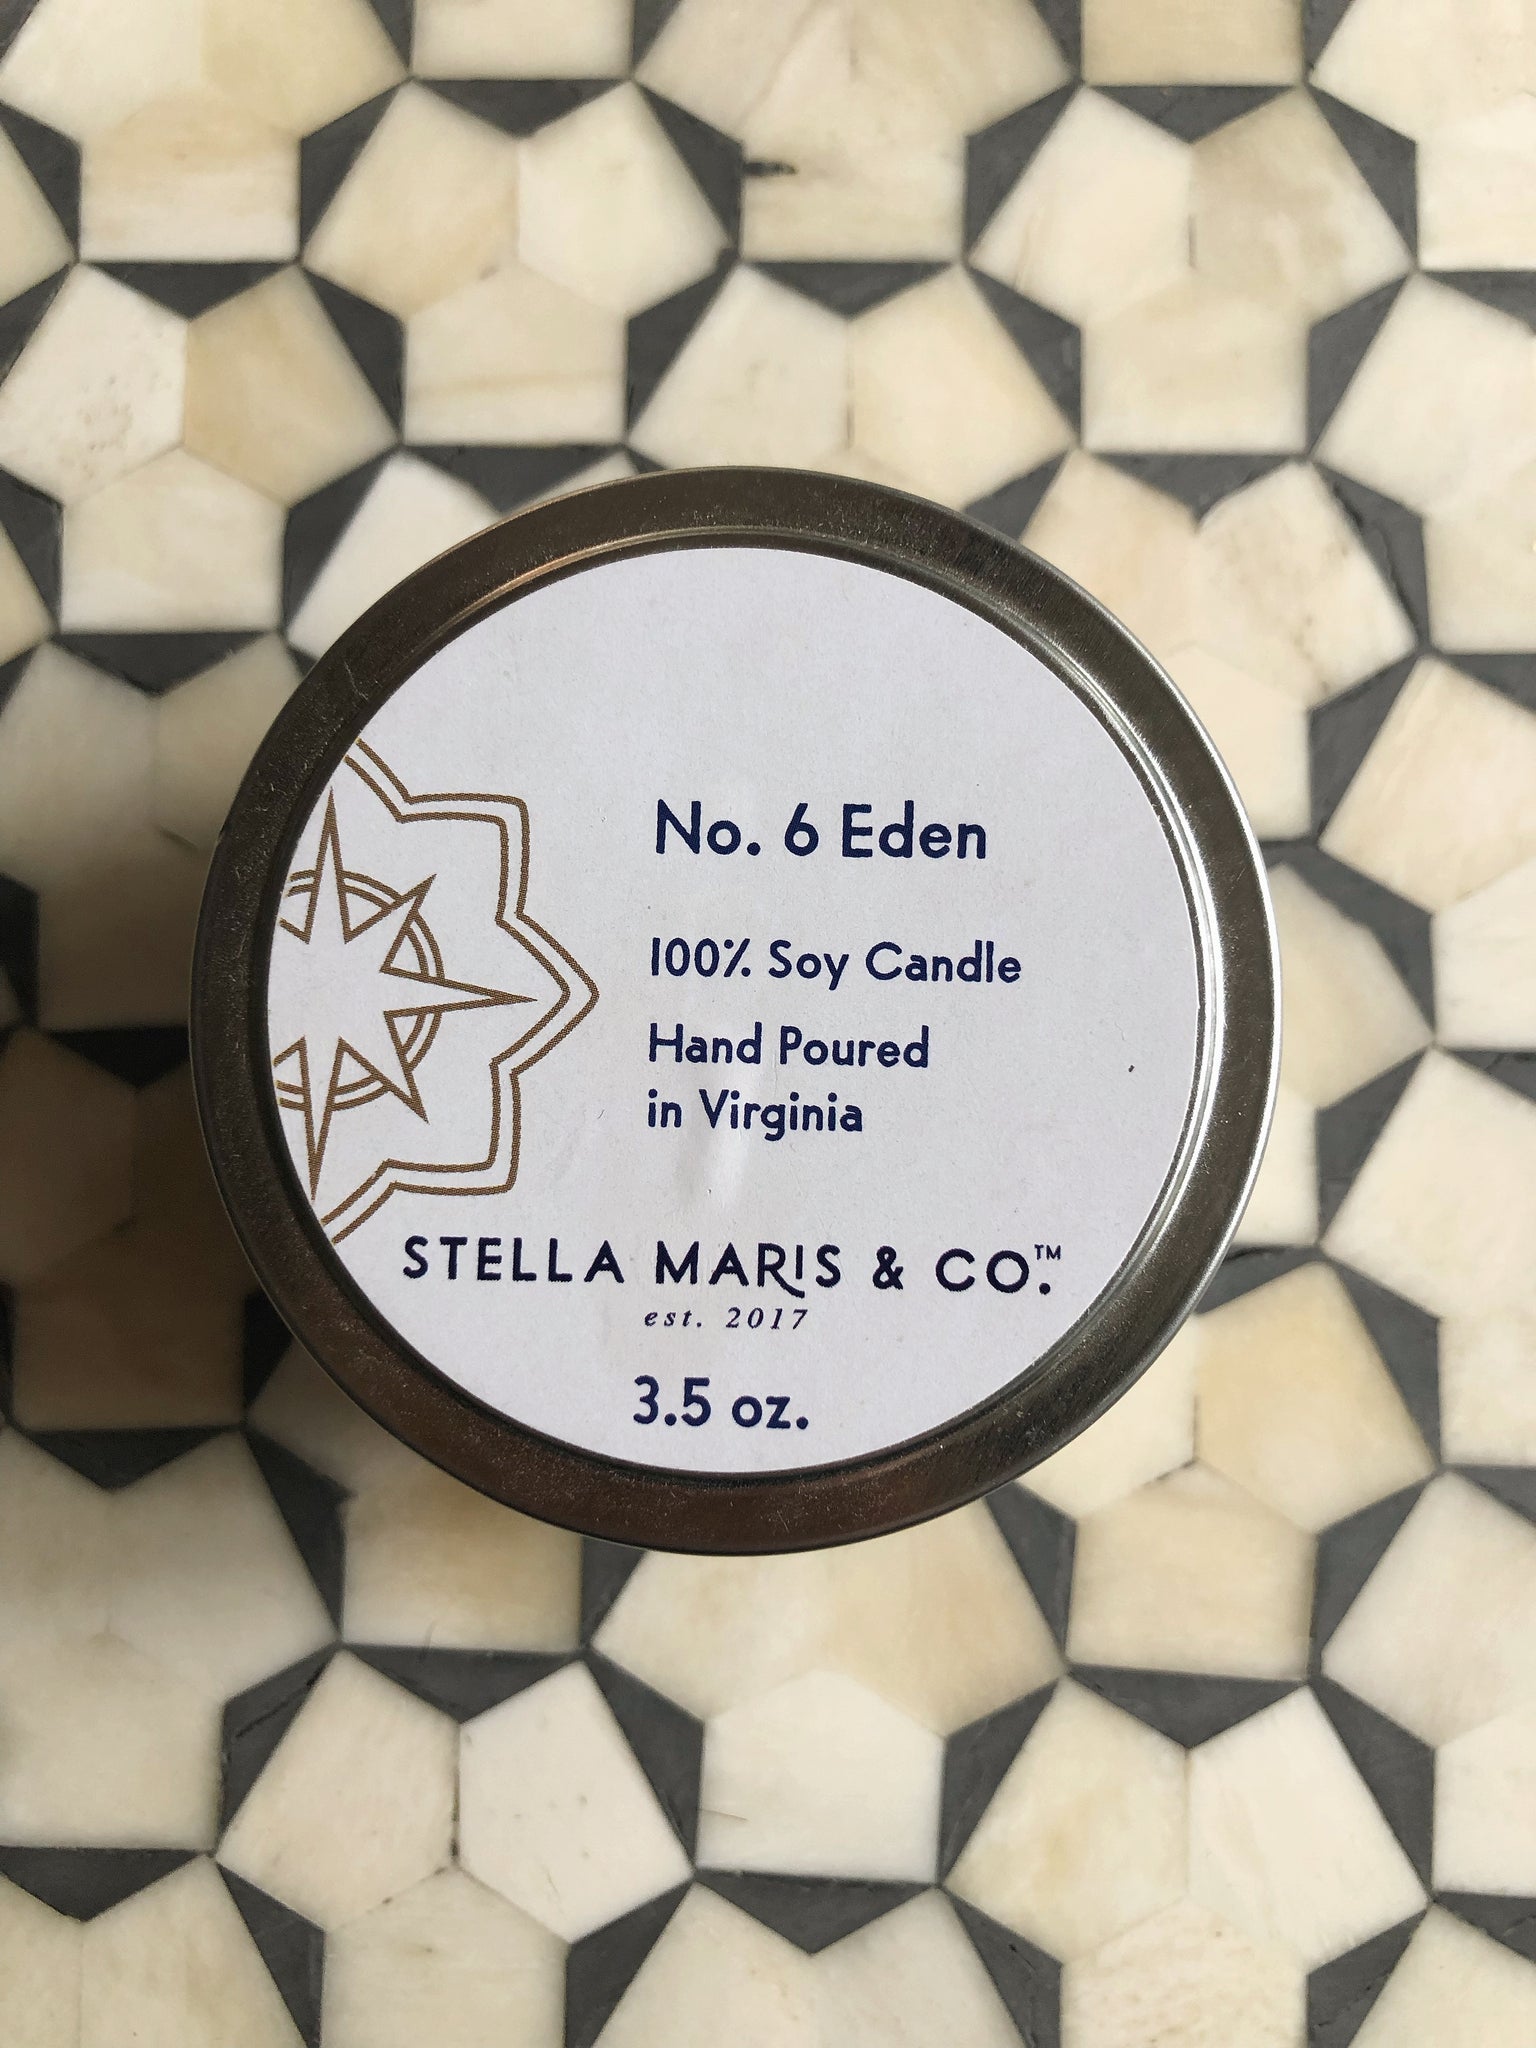 No. 6 Eden
100% Soy Candle
Hand Poured
in Virginia
STELLA MARIS & CO.™
est. 2017
3.5 oz.